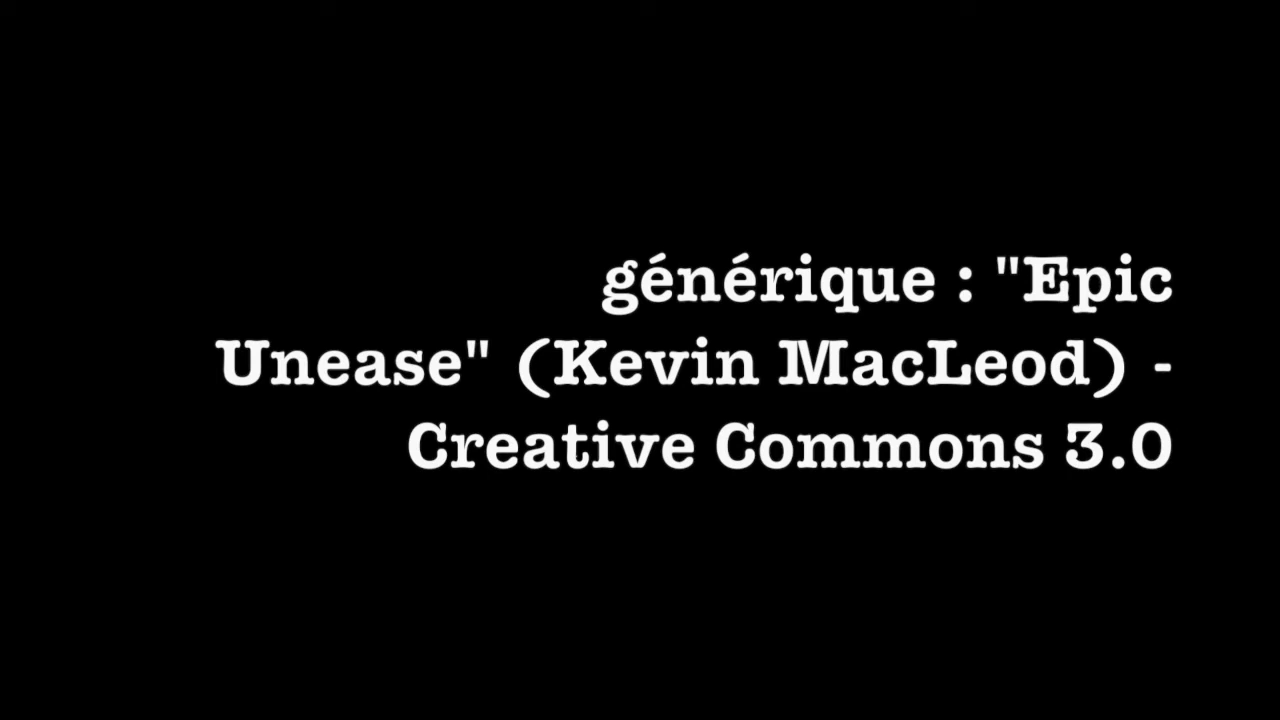 générique : "Epic
Unease" (Kevin MacLeod) -
Creative Commons 3.0